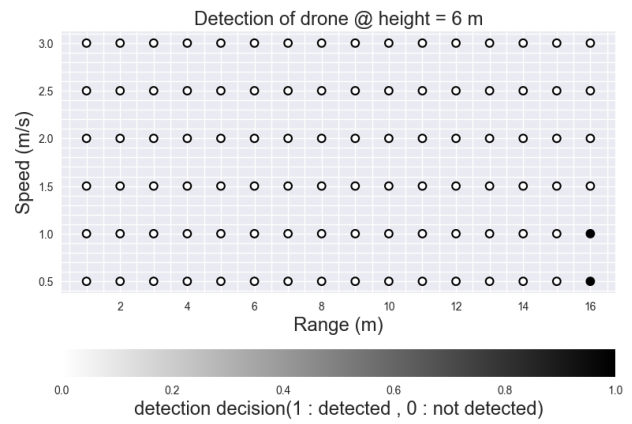 Detection of drone @ height = 6 m
3.0
2.5
2.0
1.5
1.0
0.5
Speed (m/s)
2 4 6 8 10 12 14 16
Range (m)
0.0 0.2 0.4 0.6 0.8 1.0
detection decision(1 : detected , 0 : not detected)